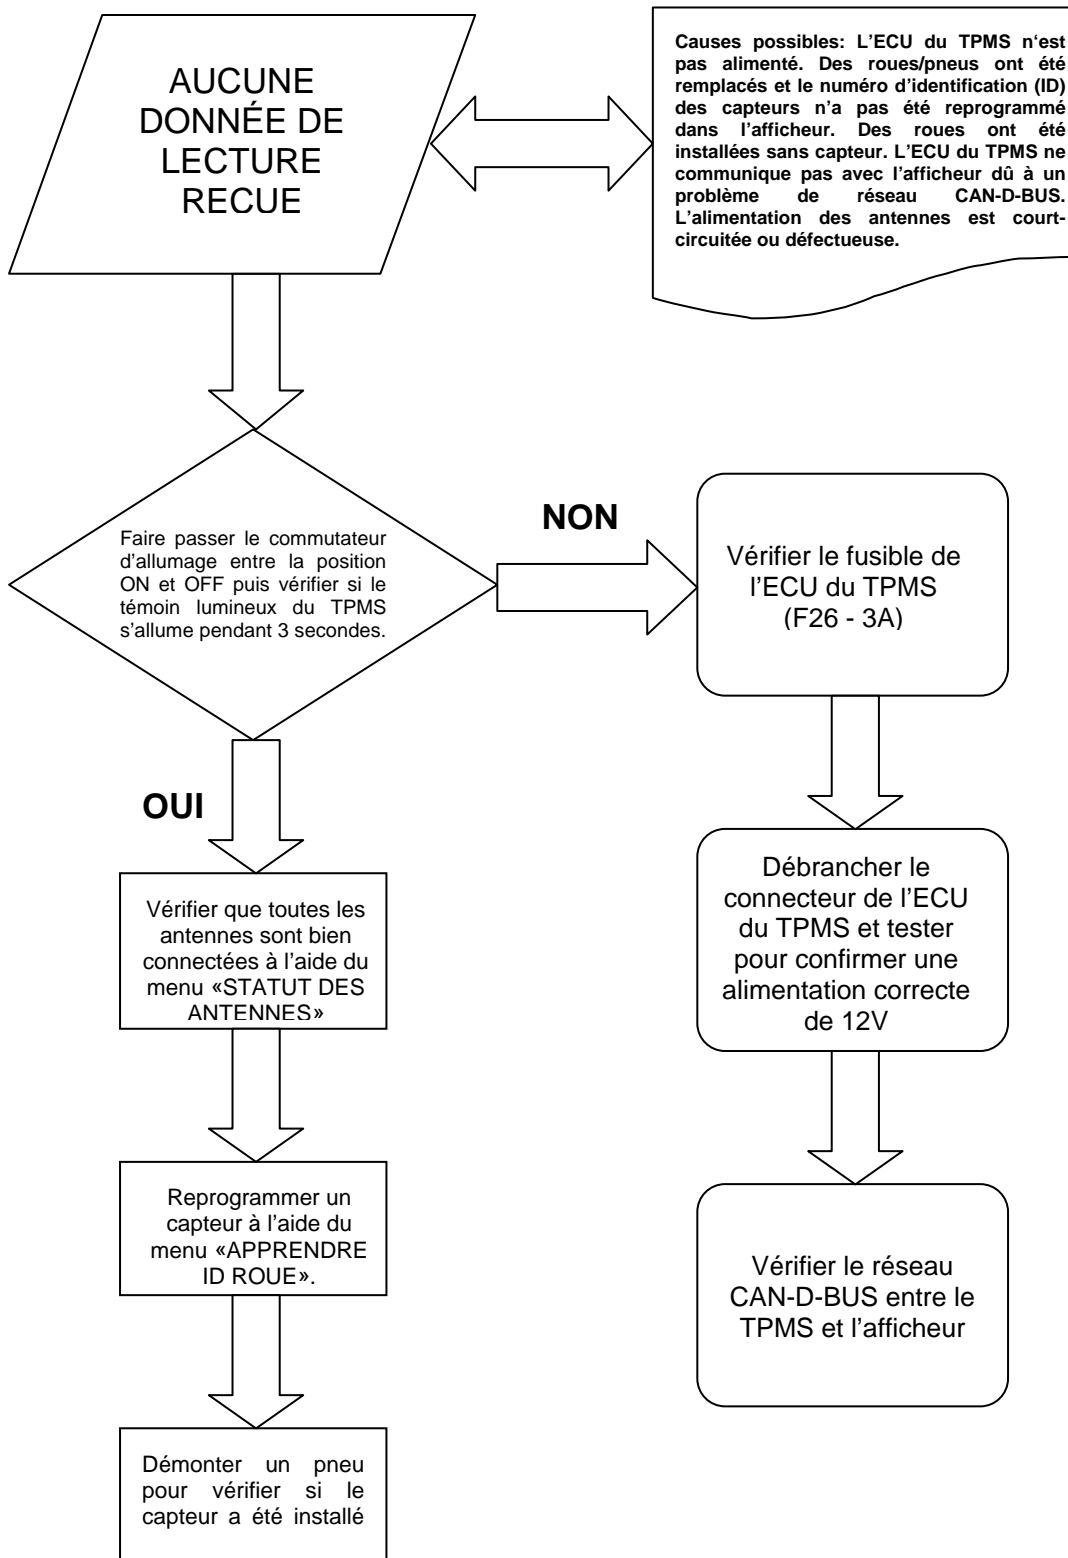 AUCUNE
DONNÉE DE
LECTURE
RECUE
Causes possibles: L'ECU du TPMS n'est
pas alimenté. Des roues/pneus ont été
remplacés et le numéro d'identification (ID)
des capteurs n'a pas été reprogrammé
dans l'afficheur. Des roues ont été
installées sans capteur. L'ECU du TPMS ne
communique pas avec l'afficheur dû à un
problème de réseau CAN-D-BUS.
L'alimentation des antennes est court-
circuitée ou défectueuse.
Faire passer le commutateur
d'allumage entre la position
ON et OFF puis vérifier si le
témoin lumineux du TPMS
s'allume pendant 3 secondes.
NON
Vérifier le fusible de
l'ECU du TPMS
(F26 - 3A)
OUI
Débrancher le
connecteur de l'ECU
du TPMS et tester
pour confirmer une
alimentation correcte
de 12V
Vérifier que toutes les
antennes sont bien
connectées à l'aide du
menu «STATUT DES
ANTENNES»
Reprogrammer un
capteur à l'aide du
menu «APPRENDRE
ID ROUE».
Vérifier le réseau
CAN-D-BUS entre le
TPMS et l'afficheur
Démonter un pneu
pour vérifier si le
capteur a été installé